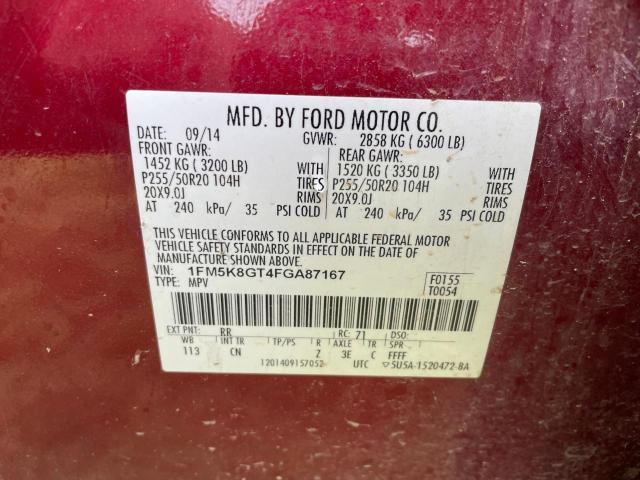 MFD. BY FORD MOTOR CO.
DATE: 09/14 GVWR: 2858 KG ( 6300 LB)
FRONT GAWR: REAR GAWR:
1452 KG ( 3200 LB) WITH 1520 KG ( 3350 LB) WITH
P255/50R20 104H TIRES P255/50R20 104H TIRES
20X9.0J RIMS 20X9.0J RIMS
AT 240 kPa/ 35 PSI COLD AT 240 kPa/ 35 PSI COLD
THIS VEHICLE CONFORMS TO ALL APPLICABLE FEDERAL MOTOR
VEHICLE SAFETY STANDARDS IN EFFECT ON THE DATE OF
MANUFACTURE SHOWN ABOVE.
VIN: 1FM5K8GT4FGA87167 F0155
TYPE: MPV T0054
EXT PNT: RR RC: 71 DSO:
WB INT TR TP/PS R AXLE TR SPR
113 CN Z 3E C FFFF
1201409157052 UTC ▽5U5A-1520472-BA